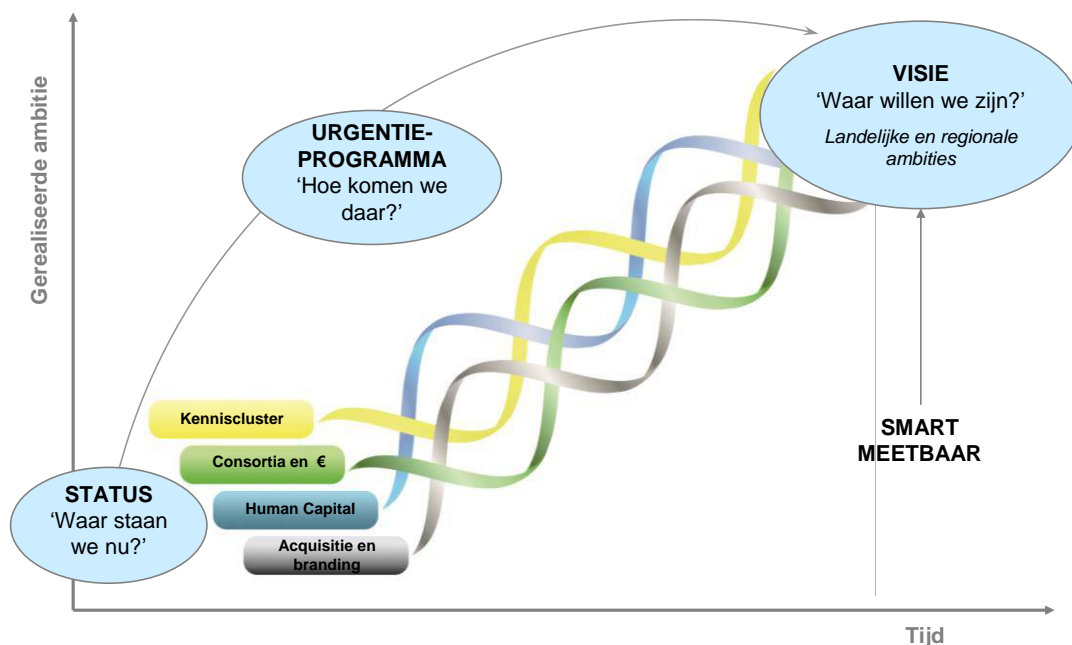 Gerealiseerde ambitie
VISIE
‘Waar willen we zijn?’
Landelijke en regionale
ambities
URGENTIE-
PROGRAMMA
‘Hoe komen we
daar?’
Kenniscluster
Consortia en €
Human Capital
Acquisitie en
branding
STATUS
‘Waar staan
we nu?’
SMART
MEETBAAR
Tijd